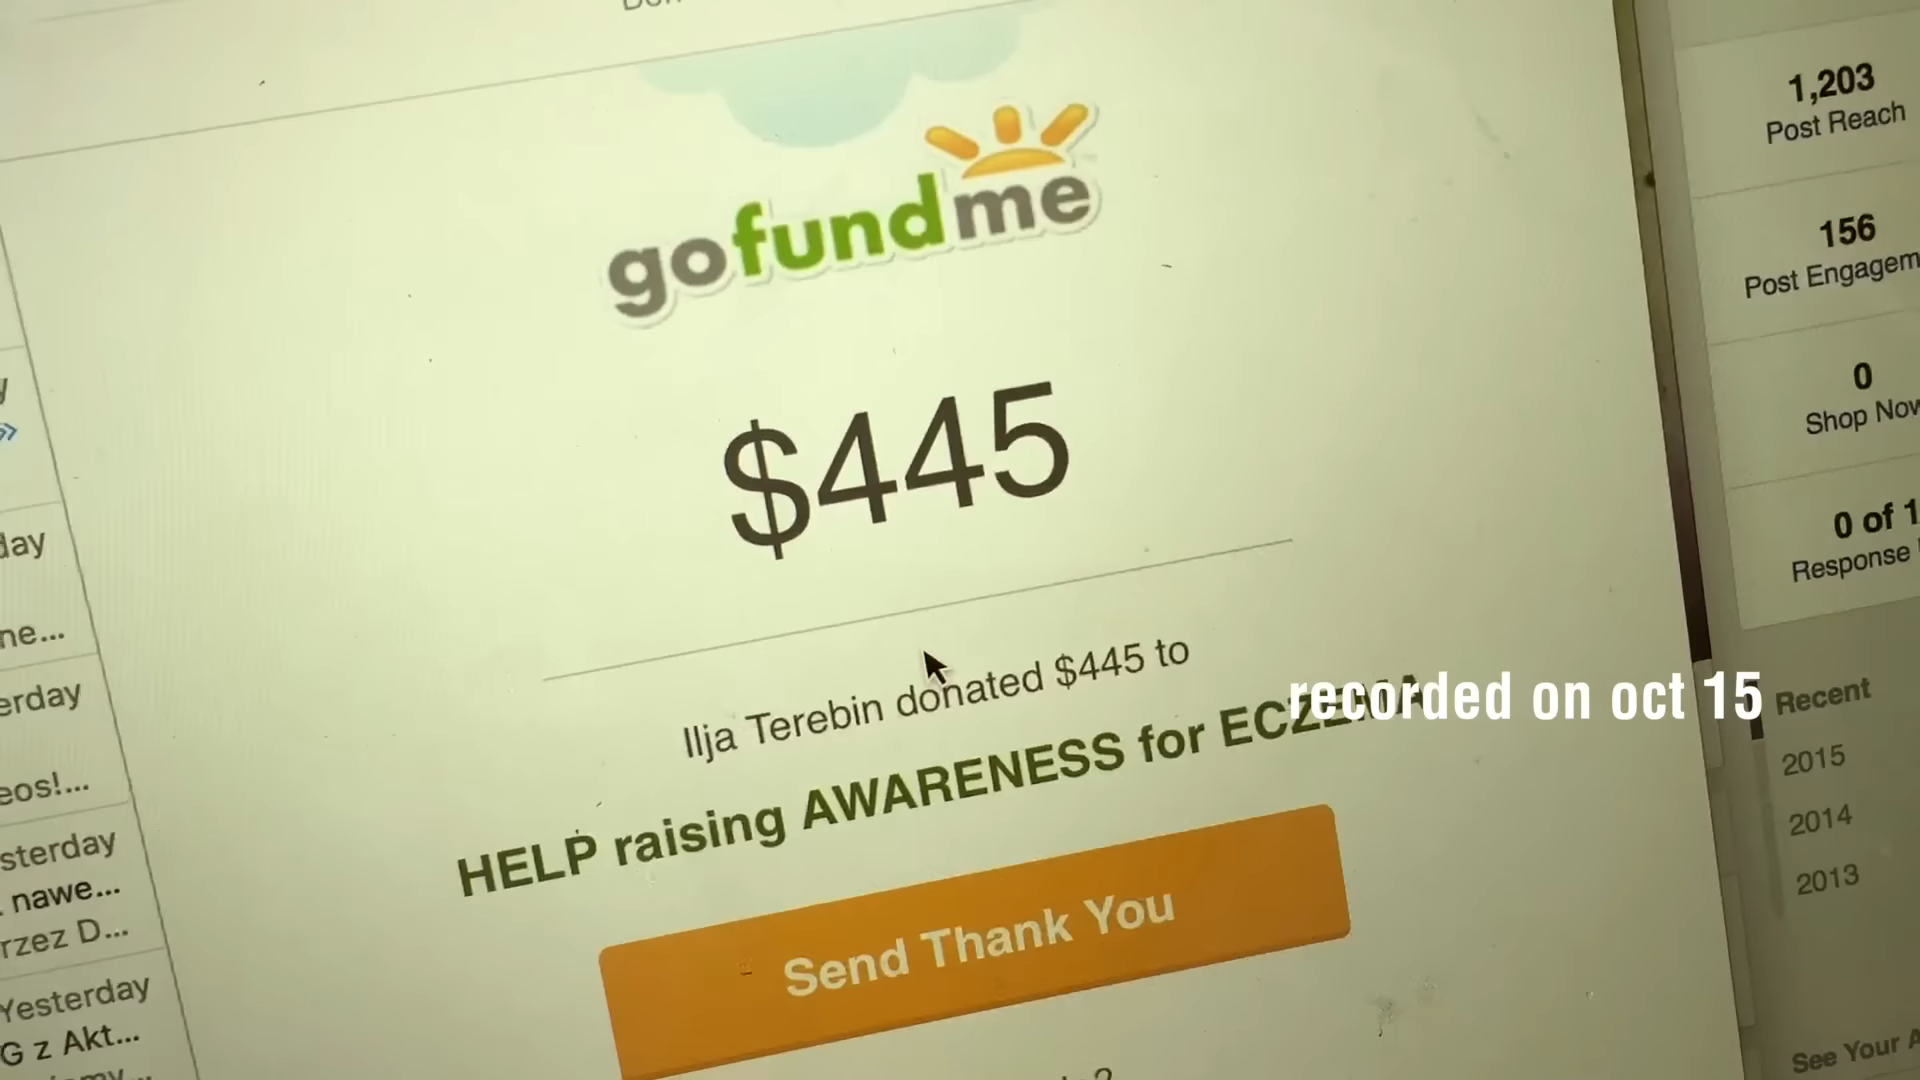 gofundme
$445
Ilja Terebin donated $445 to
HELP raising AWARENESS for ECZEMA
Send Thank You
recorded on oct 15
1,203
Post Reach
156
Post Engagem
0
Shop Now
0 of 1
Response
Recent
2015
2014
2013
See Your A
day
ne...
erday
eos!...
sterday
nawe...
rzez D...
Yesterday
G z Akt...